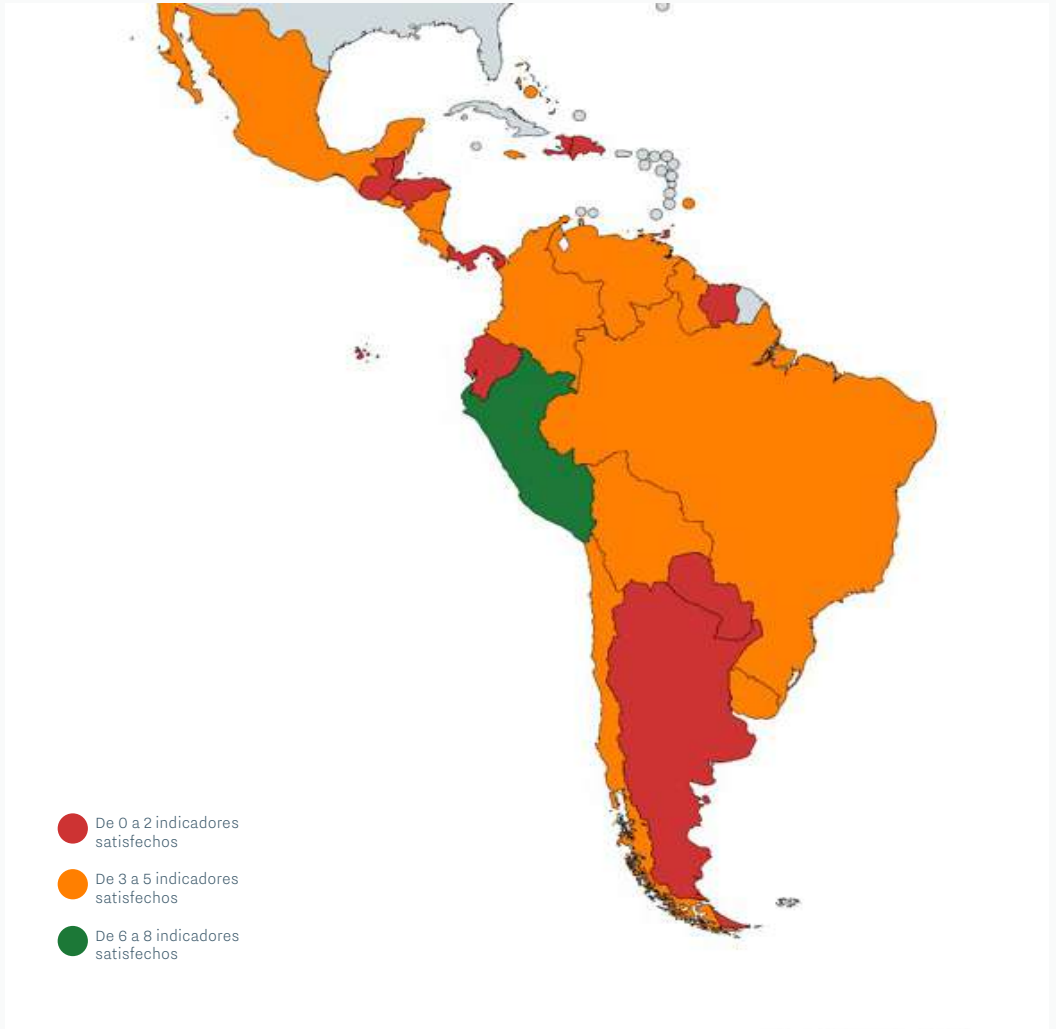 De 0 a 2 indicadores
satisfechos
De 3 a 5 indicadores
satisfechos
De 6 a 8 indicadores
satisfechos